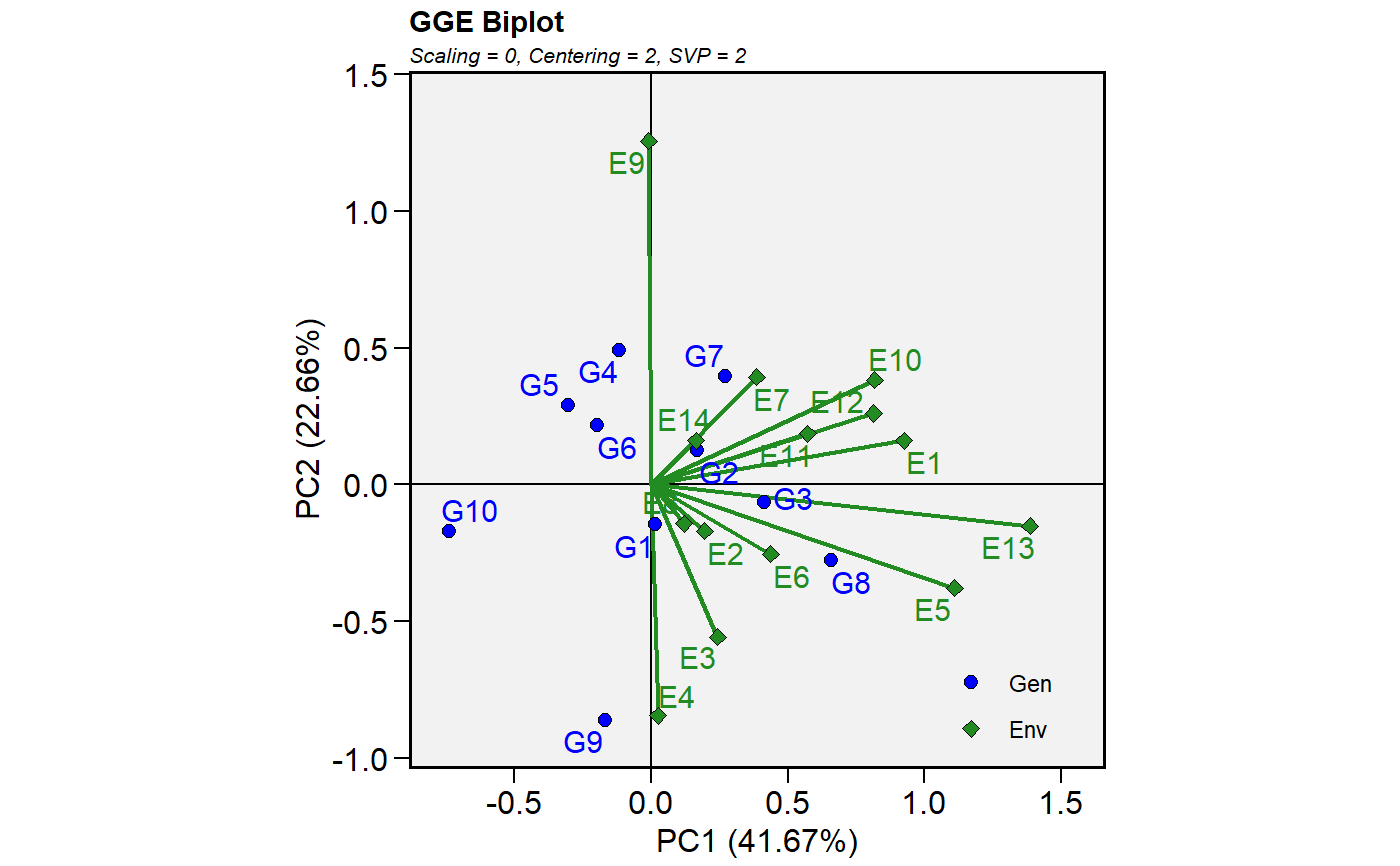 GGE Biplot
Scaling = 0, Centering = 2, SVP = 2
1.5
1.0
0.5
0.0
-0.5
-1.0
PC2 (22.66%)
E9
G7
E10
G4
G5
E7
E12
E14
G6
E11
E1
G2
G3
G10
G1
E2
E13
E6
G8
E5
E3
E4
G9
Gen
Env
-0.5
0.0
0.5
1.0
1.5
PC1 (41.67%)